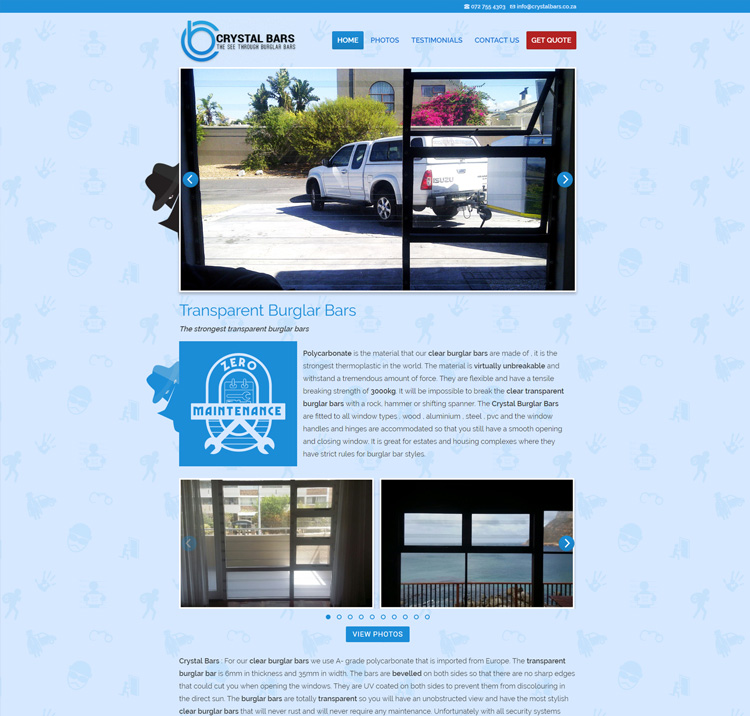 072 755 4303 info@crystalbars.co.za
CRYSTAL BARS
THE SEE THROUGH BURGLAR BARS
HOME PHOTOS TESTIMONIALS CONTACT US GET QUOTE
ISUZU
Transparent Burglar Bars
The strongest transparent burglar bars
ZERO
MAINTENANCE
Polycarbonate is the material that our clear burglar bars are made of , it is the
strongest thermoplastic in the world. The material is virtually unbreakable and
withstand a tremendous amount of force. They are flexible and have a tensile
breaking strength of 3000kg. It will be impossible to break the clear transparent
burglar bars with a rock, hammer or shifting spanner. The Crystal Burglar Bars
are fitted to all window types , wood , aluminium , steel , pvc and the window
handles and hinges are accommodated so that you still have a smooth opening
and closing window. It is great for estates and housing complexes where they
have strict rules for burglar bar styles.
VIEW PHOTOS
Crystal Bars . For our clear burglar bars we use A- grade polycarbonate that is imported from Europe. The transparent
burglar bar is 6mm in thickness and 35mm in width. The bars are bevelled on both sides so that there are no sharp edges
that could cut you when opening the windows. They are UV coated on both sides to prevent them from discolouring in
the direct sun. The burglar bars are totally transparent so you will have an unobstructed view and have the most stylish
clear burglar bars that will never rust and will never require any maintenance. Unfortunately with all security systems